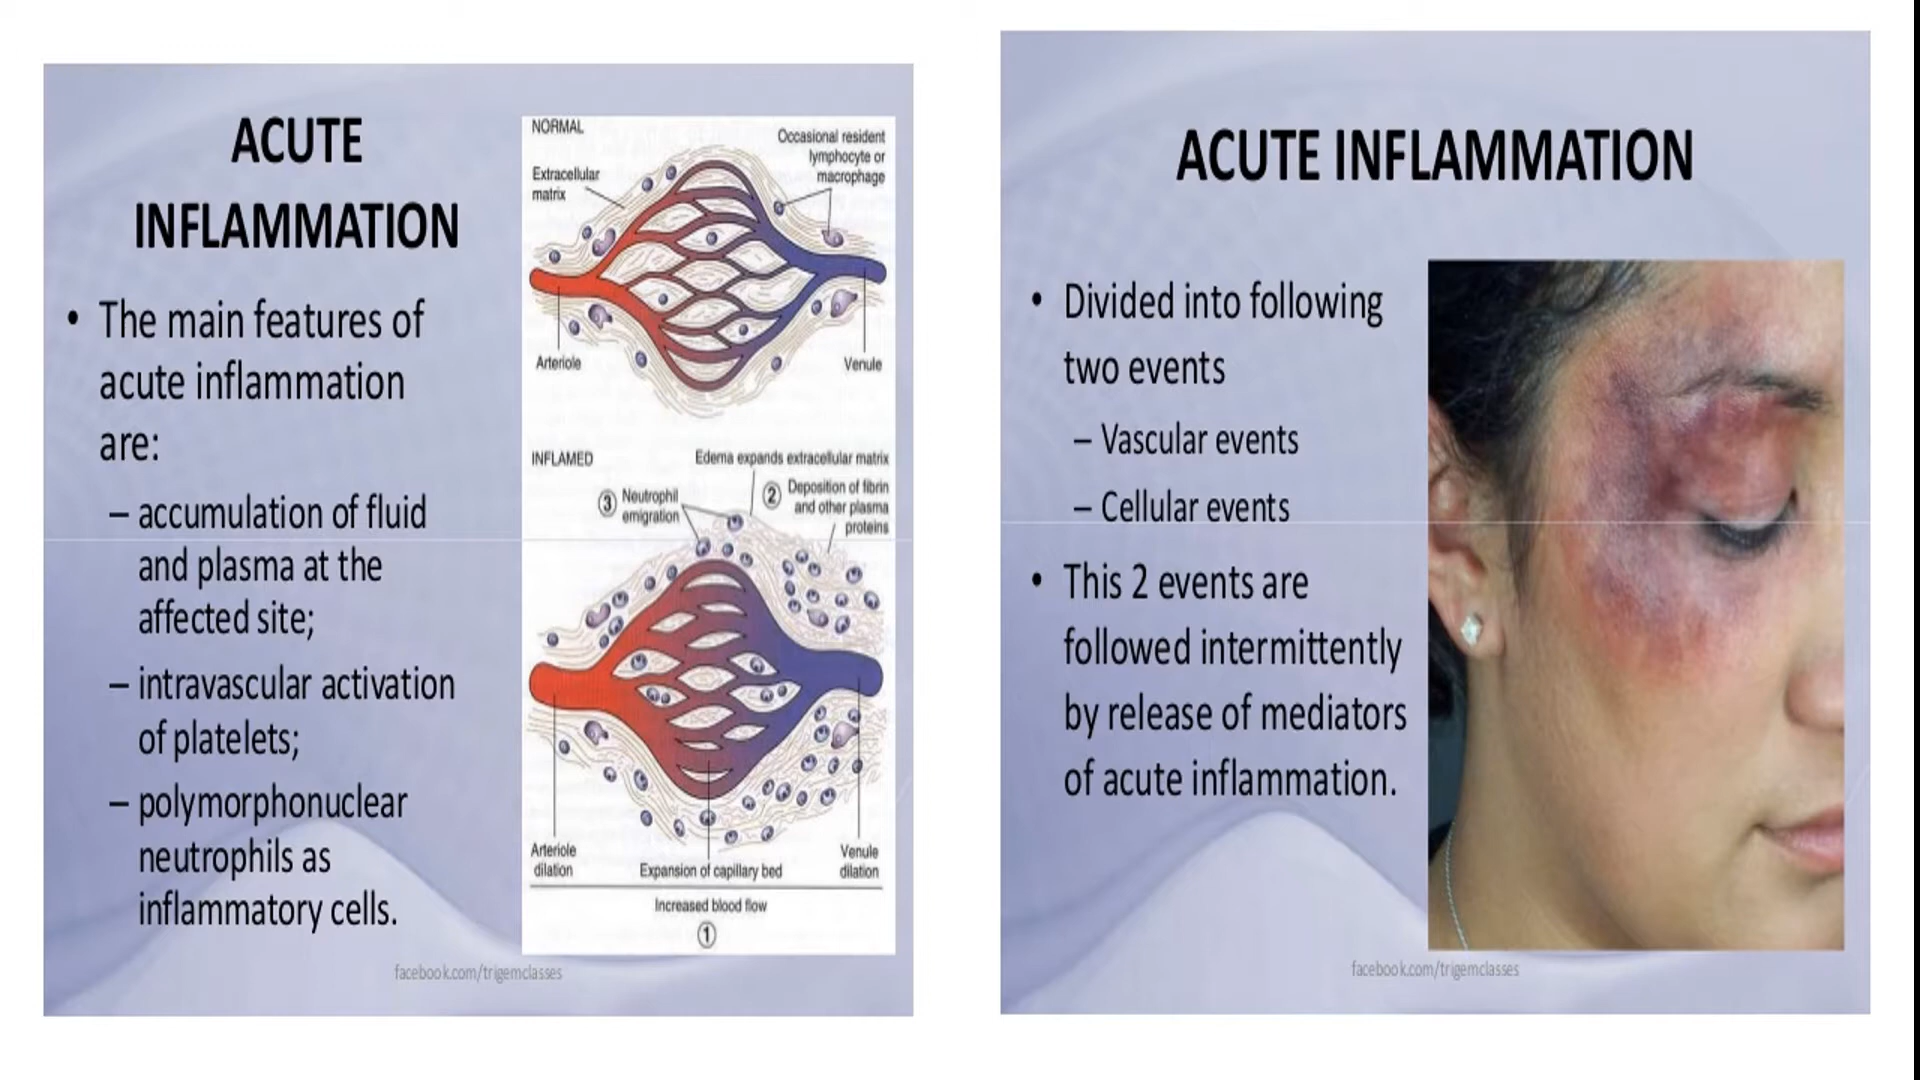 ACUTE
INFLAMMATION
• The main features of
acute inflammation
are:
– accumulation of fluid
and plasma at the
affected site;
– intravascular activation
of platelets;
– polymorphonuclear
neutrophils as
inflammatory cells.
NORMAL
Occasional resident
lymphocyte or
macrophage
Extracellular
matrix
Arteriole
Venule
INFLAMED
Edema expands extracellular matrix
③ Neutrophil
emigration
② Deposition of fibrin
and other plasma
proteins
Arteriole
dilation
Expansion of capillary bed
Venule
dilation
Increased blood flow
①
facebook.com/trigemclasses
ACUTE INFLAMMATION
• Divided into following
two events
– Vascular events
– Cellular events
• This 2 events are
followed intermittently
by release of mediators
of acute inflammation.
facebook.com/trigemclasses